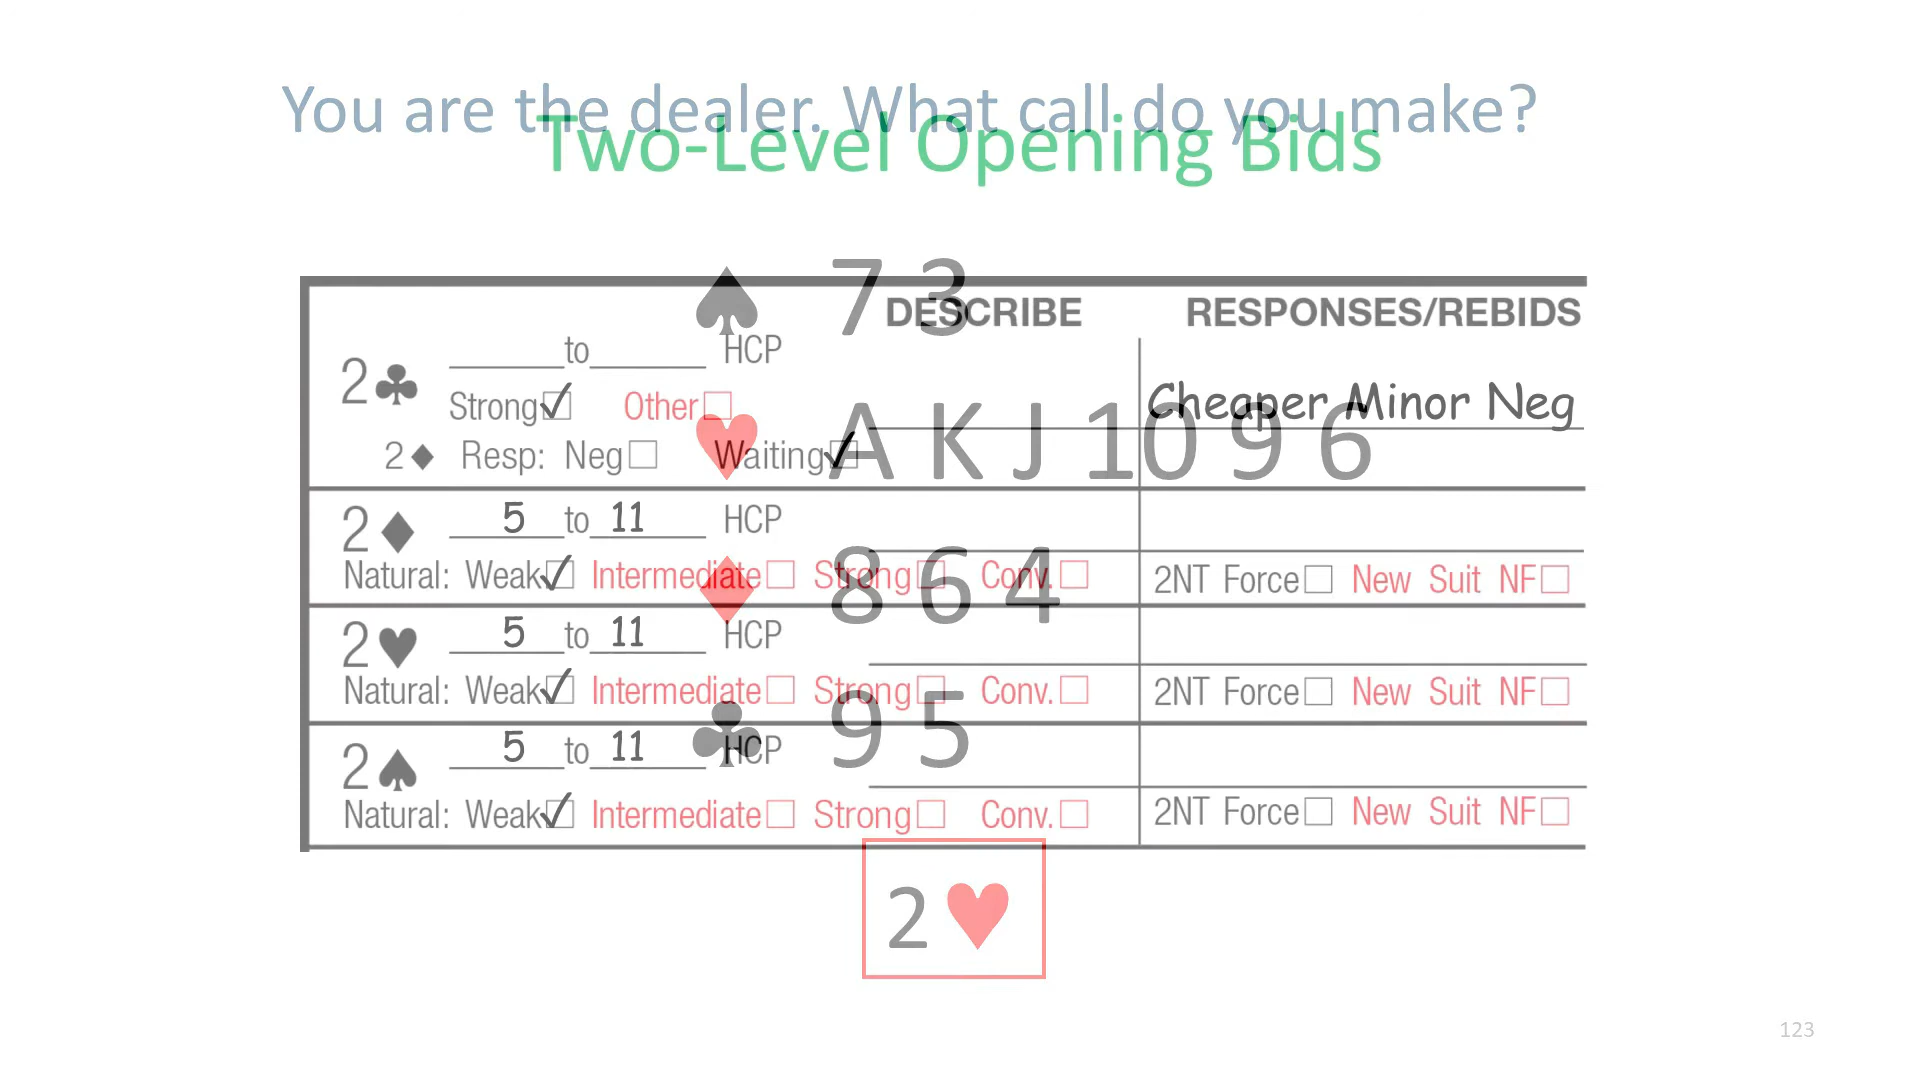 You are the dealer. What call do you make?
Two-Level Opening Bids
♠ 7 3
DESCRIBE RESPONSES/REBIDS
2♣ ______to______ HCP
Strong☑ Other☐ Cheaper Minor Neg
♥ A K J 10 9 6
2♦ Resp: Neg☐ Waiting☑
2♦ 5 to 11 HCP
Natural: Weak☑ Intermediate☐ Strong☐ Conv.☐ 2NT Force☐ New Suit NF☐
♦ 8 6 4
2♥ 5 to 11 HCP
Natural: Weak☑ Intermediate☐ Strong☐ Conv.☐ 2NT Force☐ New Suit NF☐
♣ 9 5
2♠ 5 to 11 HCP
Natural: Weak☑ Intermediate☐ Strong☐ Conv.☐ 2NT Force☐ New Suit NF☐
2♥
123